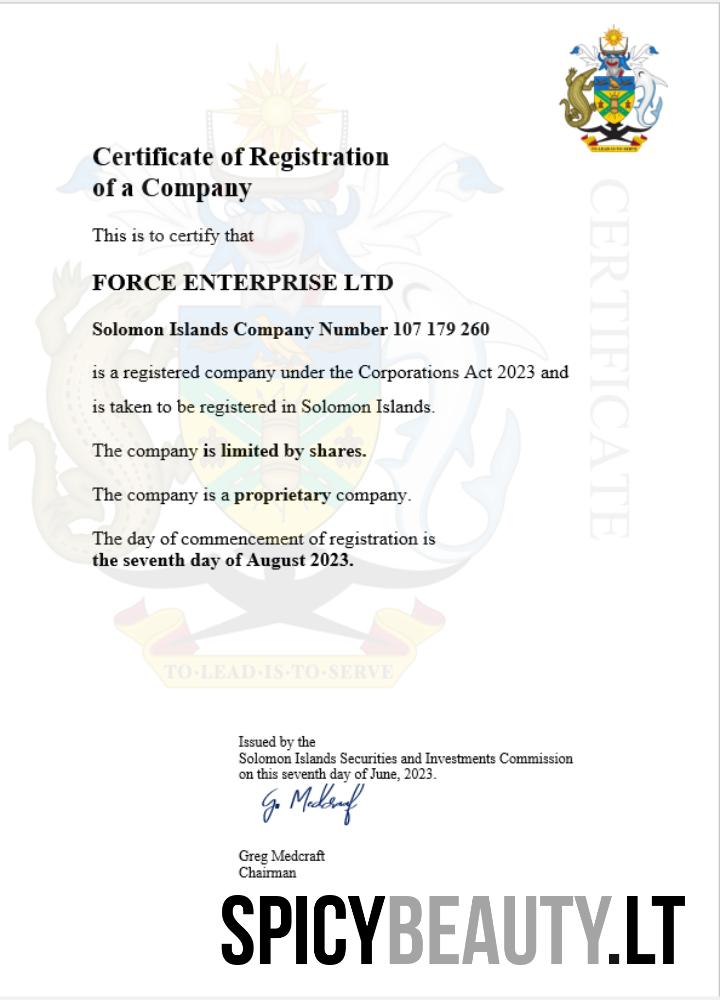 TO·LEAD·IS·TO·SERVE
Certificate of Registration
of a Company
This is to certify that
FORCE ENTERPRISE LTD
Solomon Islands Company Number 107 179 260
is a registered company under the Corporations Act 2023 and
is taken to be registered in Solomon Islands.
The company is limited by shares.
The company is a proprietary company.
The day of commencement of registration is
the seventh day of August 2023.
CERTIFICATE
TO·LEAD·IS·TO·SERVE
Issued by the
Solomon Islands Securities and Investments Commission
on this seventh day of June, 2023.
G. Medcraf
Greg Medcraft
Chairman
SPICYBEAUTY.LT